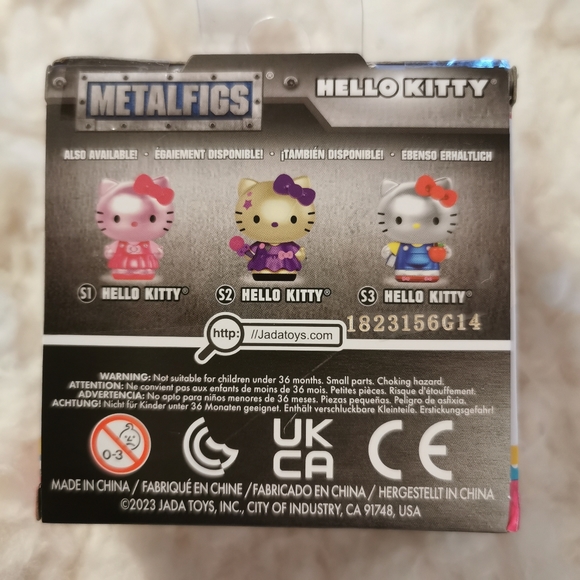 METALFIGS®
HELLO KITTY®
ALSO AVAILABLE! · ÉGAIEMENT DISPONIBLE! · ¡TAMBIÉN DISPONIBLE! · EBENSO ERHÄLTLICH
S1 HELLO KITTY® S2 HELLO KITTY® S3 HELLO KITTY®
1823156G14
http: //Jadatoys.com
WARNING: Not suitable for children under 36 months. Small parts. Choking hazard.
ATTENTION: Ne convient pas aux enfants de moins de 36 mois. Petites pièces. Risque d'étouffement.
ADVERTENCIA: No apto para niños menores de 36 meses. Piezas pequeñas. Peligro de asfixia.
ACHTUNG! Nicht für Kinder unter 36 Monaten geeignet. Enthält verschluckbare Kleinteile. Erstickungsgefahr!
0-3
UK
CA
CE
MADE IN CHINA / FABRIQUÉ EN CHINE / FABRICADO EN CHINA / HERGESTELLT IN CHINA
©2023 JADA TOYS, INC., CITY OF INDUSTRY, CA 91748, USA